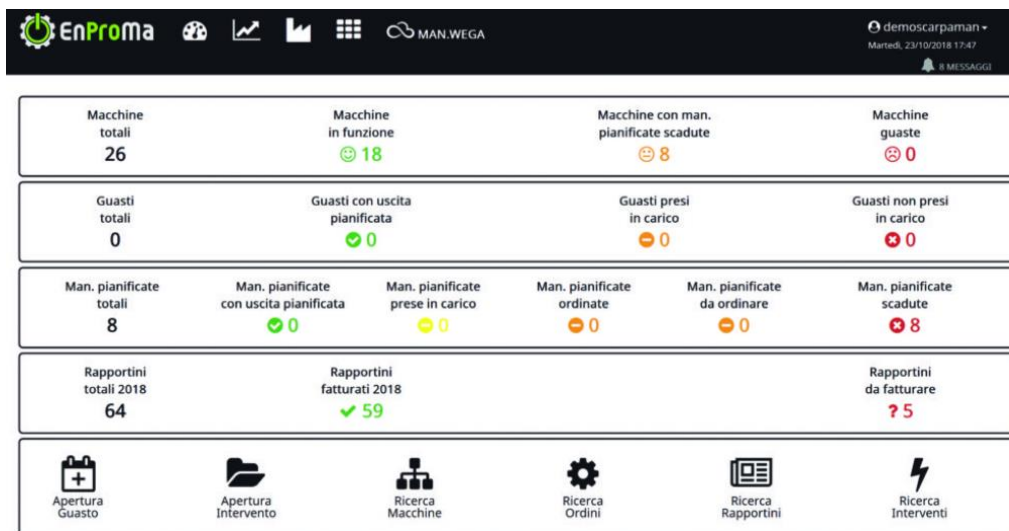 EnProMa MAN.WEGA demoscarpaman
Martedì, 23/10/2018 17:47
8 MESSAGGI
Macchine totali
26
Macchine in funzione
18
Macchine con man. pianificate scadute
8
Macchine guaste
0
Guasti totali
0
Guasti con uscita pianificata
0
Guasti presi in carico
0
Guasti non presi in carico
0
Man. pianificate totali
8
Man. pianificate con uscita pianificata
0
Man. pianificate prese in carico
0
Man. pianificate ordinate
0
Man. pianificate da ordinare
0
Man. pianificate scadute
8
Rapportini totali 2018
64
Rapportini fatturati 2018
59
Rapportini da fatturare
? 5
Apertura Guasto
Apertura Intervento
Ricerca Macchine
Ricerca Ordini
Ricerca Rapportini
Ricerca Interventi